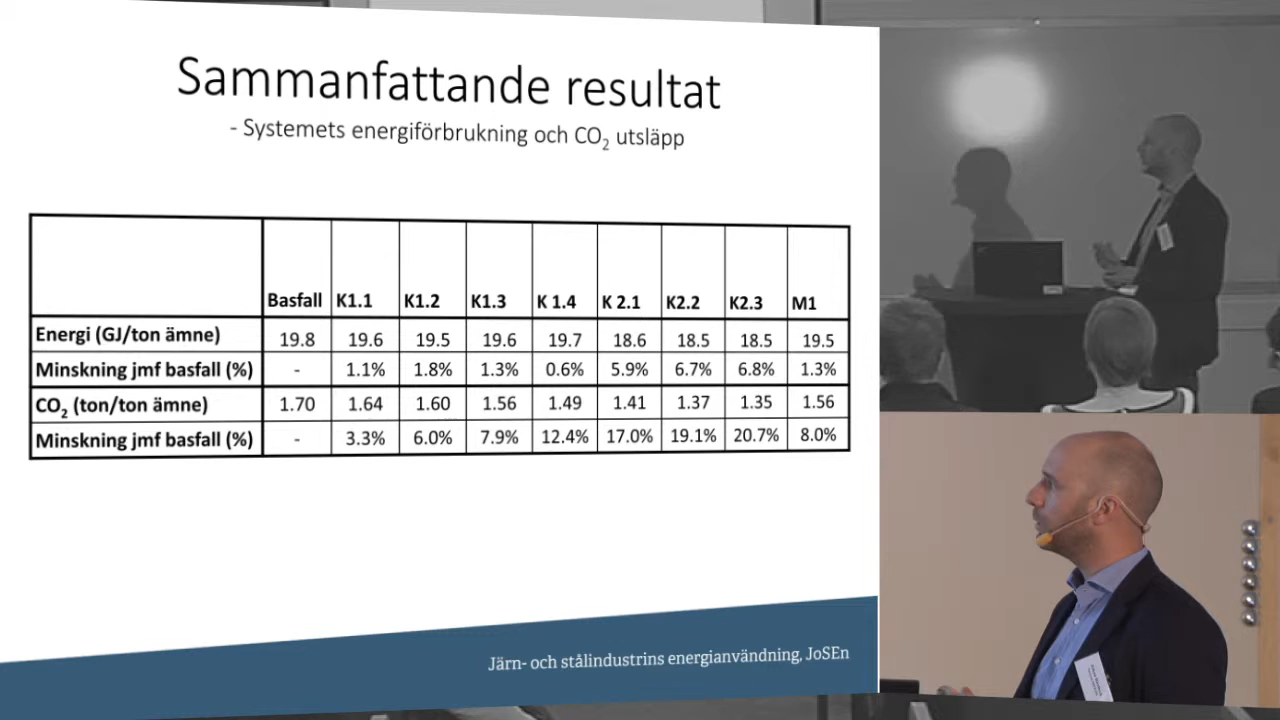 Sammanfattande resultat
- Systemets energiförbrukning och CO2 utsläpp
Basfall K1.1 K1.2 K1.3 K 1.4 K 2.1 K2.2 K2.3 M1
Energi (GJ/ton ämne) 19.8 19.6 19.5 19.6 19.7 18.6 18.5 18.5 19.5
Minskning jmf basfall (%) - 1.1% 1.8% 1.3% 0.6% 5.9% 6.7% 6.8% 1.3%
CO2 (ton/ton ämne) 1.70 1.64 1.60 1.56 1.49 1.41 1.37 1.35 1.56
Minskning jmf basfall (%) - 3.3% 6.0% 7.9% 12.4% 17.0% 19.1% 20.7% 8.0%
Järn- och stålindustrins energianvändning, JoSEn